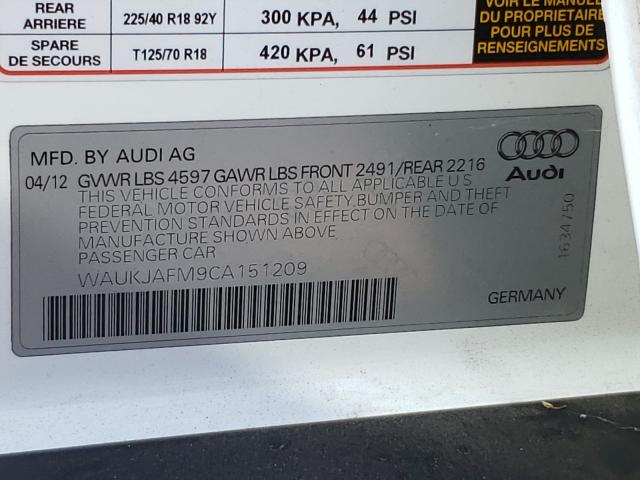 REAR
ARRIERE
225/40 R18 92Y
300 KPA, 44 PSI
SPARE
DE SECOURS
T125/70 R18
420 KPA, 61 PSI
VOIR LE MANUEL
DU PROPRIETAIRE
POUR PLUS DE
RENSEIGNEMENTS
MFD. BY AUDI AG
04/12 GVWR LBS 4597 GAWR LBS FRONT 2491/REAR 2216
THIS VEHICLE CONFORMS TO ALL APPLICABLE U S
FEDERAL MOTOR VEHICLE SAFETY,BUMPER AND THEFT
PREVENTION STANDARDS IN EFFECT ON THE DATE OF
MANUFACTURE SHOWN ABOVE
PASSENGER CAR
WAUKJAFM9CA151209
Audi
1634750
GERMANY